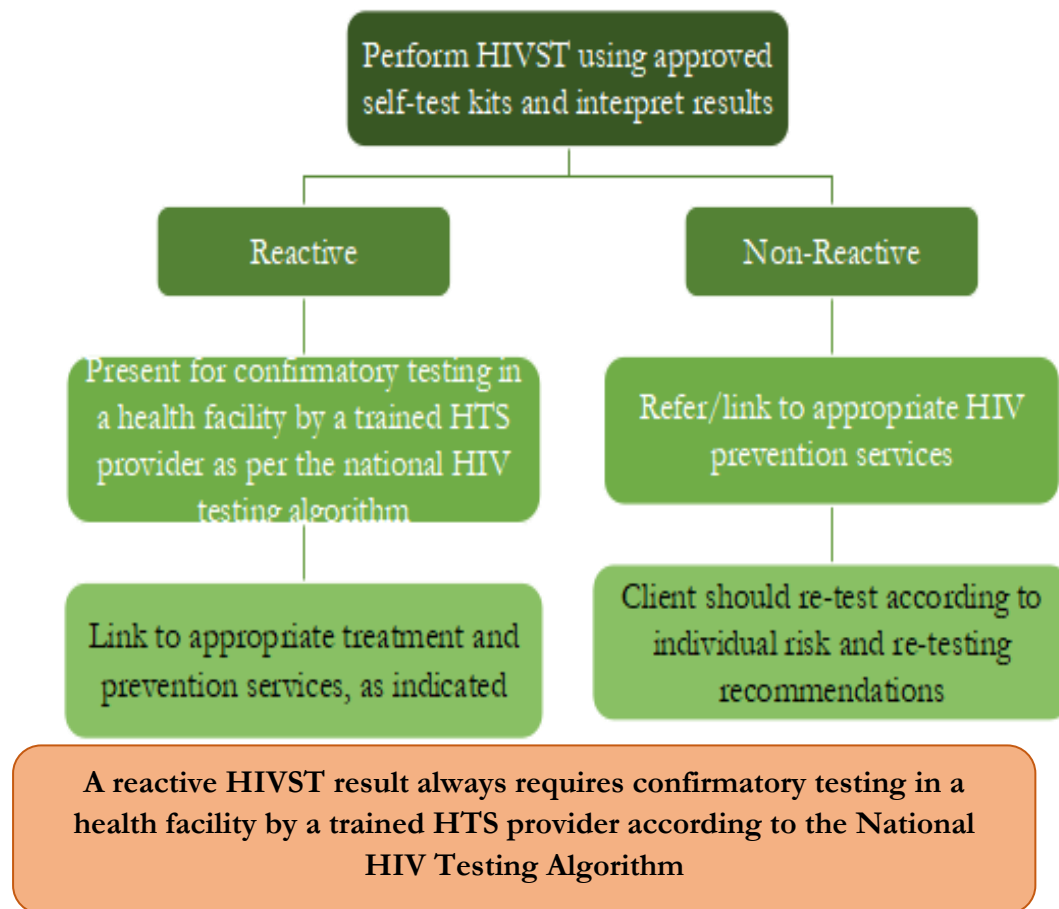 Perform HIVST using approved
self-test kits and interpret results
Reactive
Non-Reactive
Present for confirmatory testing in
a health facility by a trained HTS
provider as per the national HIV
testing algorithm
Refer/link to appropriate HIV
prevention services
Link to appropriate treatment and
prevention services, as indicated
Client should re-test according to
individual risk and re-testing
recommendations
A reactive HIVST result always requires confirmatory testing in a
health facility by a trained HTS provider according to the National
HIV Testing Algorithm